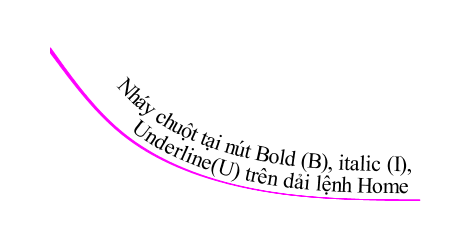 Nháy chuột tại nút Bold (B), italic (I),
Underline(U) trên dải lệnh Home